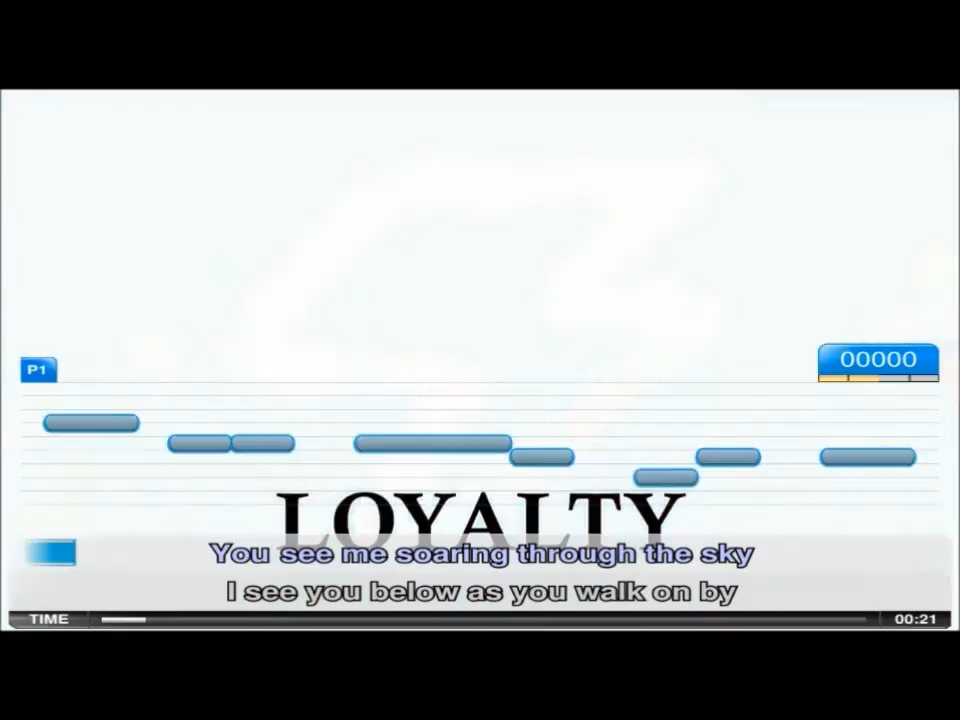 P1
00000
LOYALTY
You see me soaring through the sky
I see you below as you walk on by
TIME
00:21